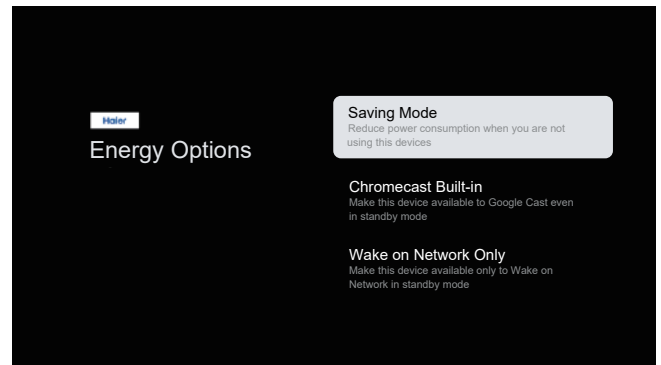 Haier
Energy Options
Saving Mode
Reduce power consumption when you are not
using this devices
Chromecast Built-in
Make this device available to Google Cast even
in standby mode
Wake on Network Only
Make this device available only to Wake on
Network in standby mode